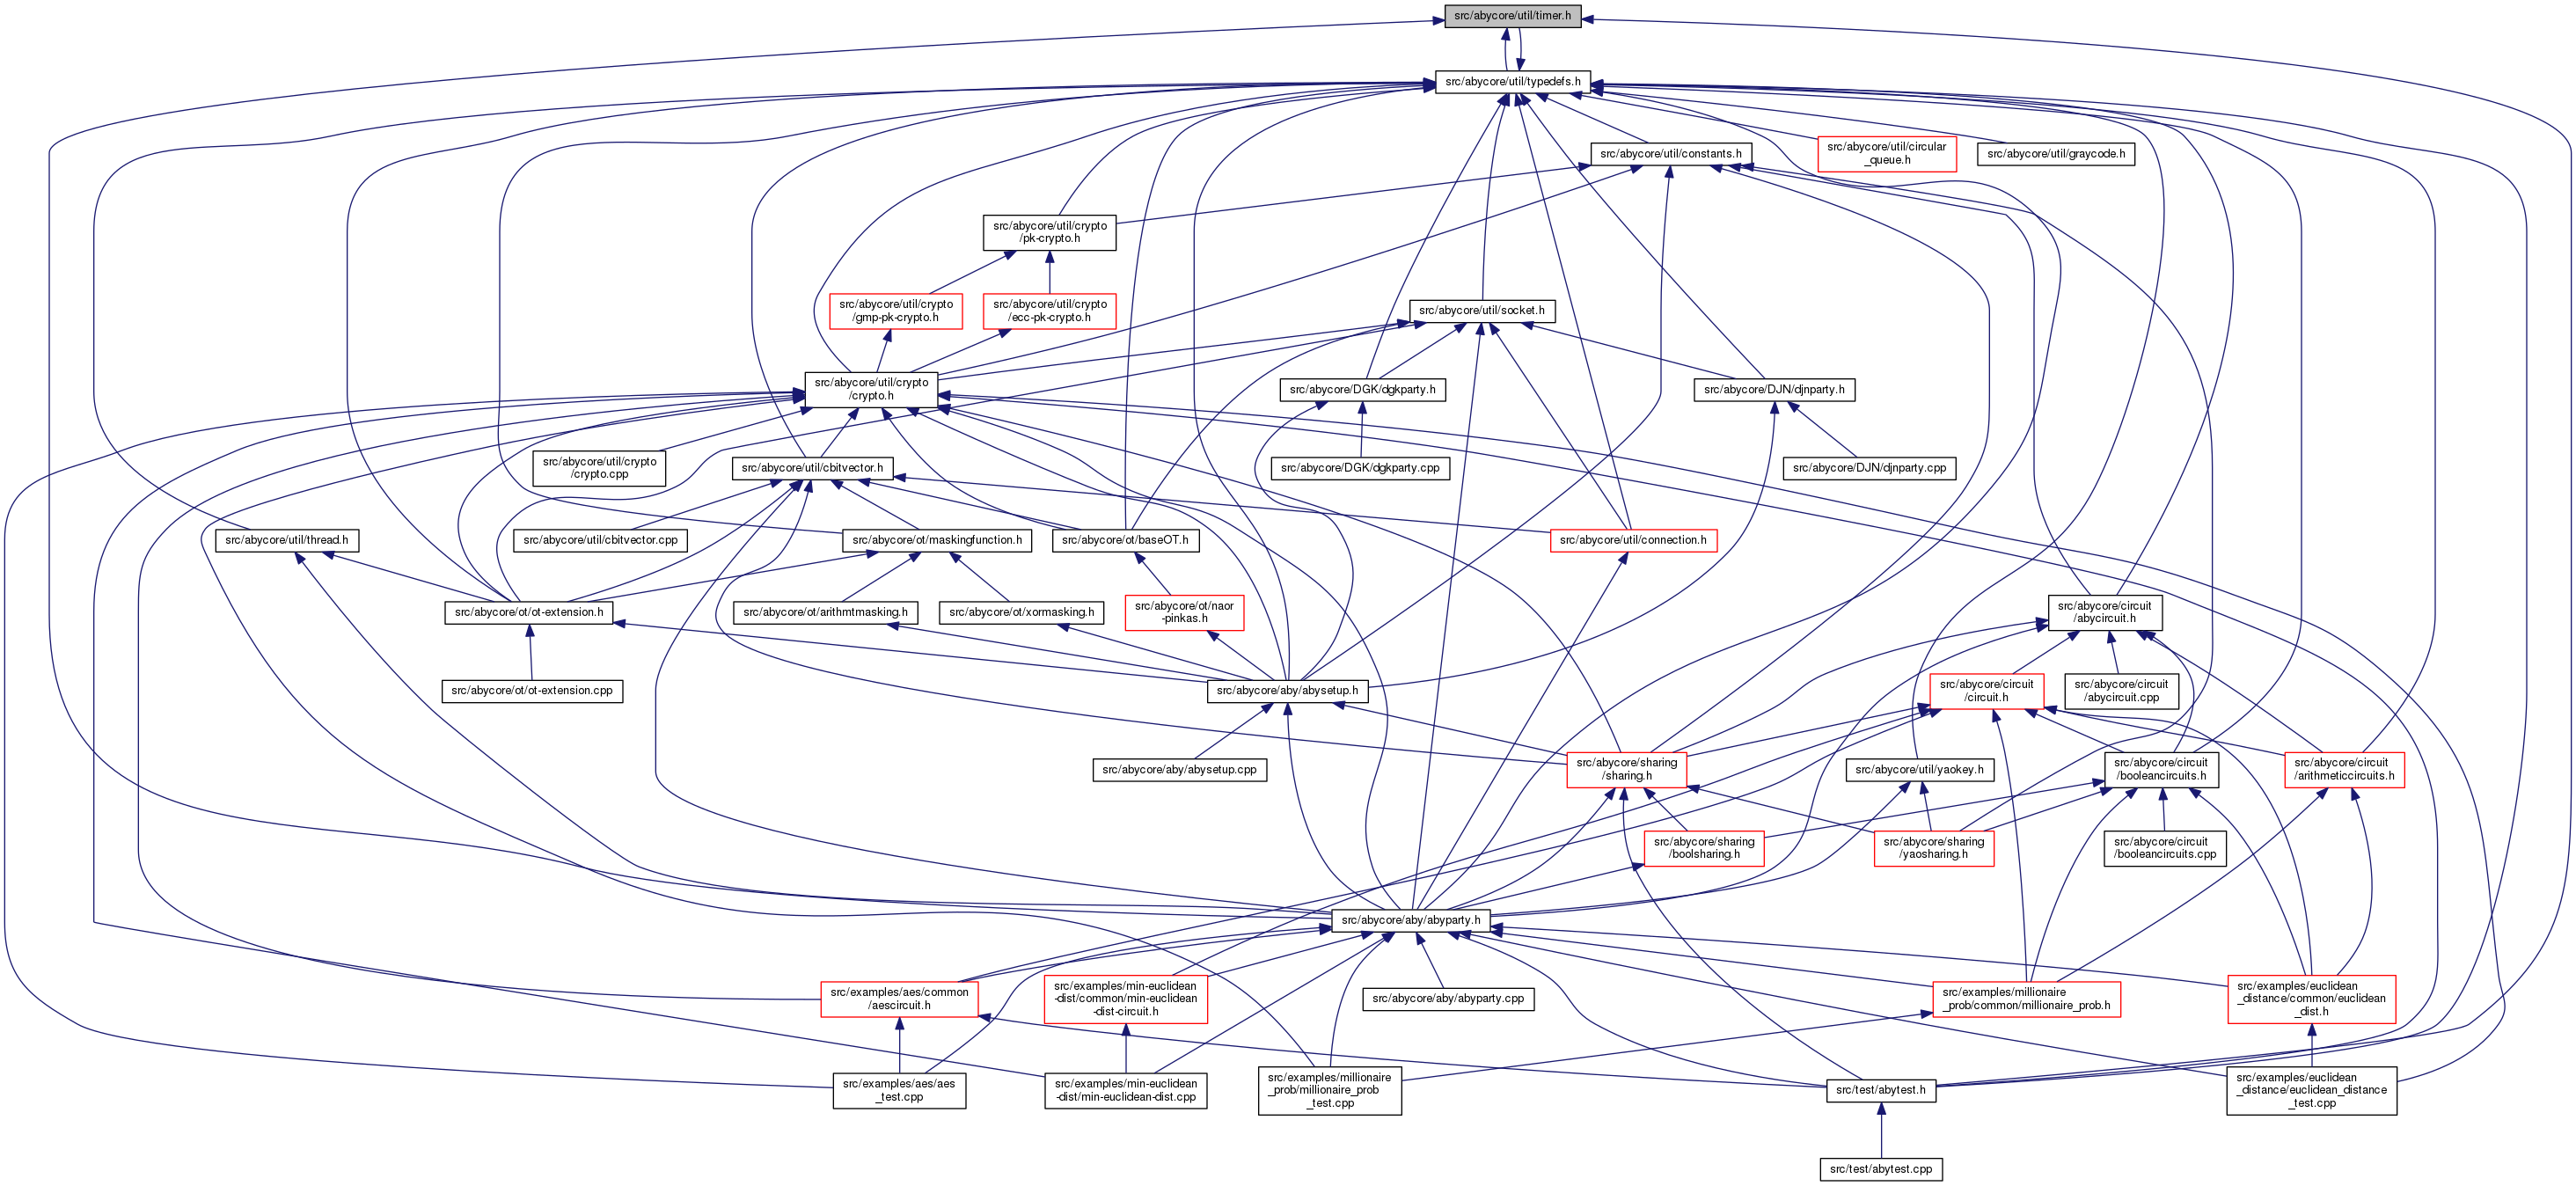 src/abycore/util/timer.h
src/abycore/util/typedefs.h
src/abycore/util/constants.h
src/abycore/util/circular
_queue.h
src/abycore/util/graycode.h
src/abycore/util/crypto
/pk-crypto.h
src/abycore/util/crypto
/gmp-pk-crypto.h
src/abycore/util/crypto
/ecc-pk-crypto.h
src/abycore/util/socket.h
src/abycore/util/crypto
/crypto.h
src/abycore/DGK/dgkparty.h
src/abycore/DJN/djnparty.h
src/abycore/util/crypto
/crypto.cpp
src/abycore/util/cbitvector.h
src/abycore/DGK/dgkparty.cpp
src/abycore/DJN/djnparty.cpp
src/abycore/util/thread.h
src/abycore/util/cbitvector.cpp
src/abycore/ot/maskingfunction.h
src/abycore/ot/baseOT.h
src/abycore/util/connection.h
src/abycore/ot/ot-extension.h
src/abycore/ot/arithmtmasking.h
src/abycore/ot/xormasking.h
src/abycore/ot/naor
-pinkas.h
src/abycore/circuit
/abycircuit.h
src/abycore/ot/ot-extension.cpp
src/abycore/aby/abysetup.h
src/abycore/circuit
/circuit.h
src/abycore/circuit
/abycircuit.cpp
src/abycore/aby/abysetup.cpp
src/abycore/sharing
/sharing.h
src/abycore/util/yaokey.h
src/abycore/circuit
/booleancircuits.h
src/abycore/circuit
/arithmeticcircuits.h
src/abycore/sharing
/boolsharing.h
src/abycore/sharing
/yaosharing.h
src/abycore/circuit
/booleancircuits.cpp
src/abycore/aby/abyparty.h
src/examples/aes/common
/aescircuit.h
src/examples/min-euclidean
-dist/common/min-euclidean
-dist-circuit.h
src/abycore/aby/abyparty.cpp
src/examples/millionaire
_prob/common/millionaire_prob.h
src/examples/euclidean
_distance/common/euclidean
_dist.h
src/examples/aes/aes
_test.cpp
src/examples/min-euclidean
-dist/min-euclidean-dist.cpp
src/examples/millionaire
_prob/millionaire_prob
_test.cpp
src/test/abytest.h
src/examples/euclidean
_distance/euclidean_distance
_test.cpp
src/test/abytest.cpp